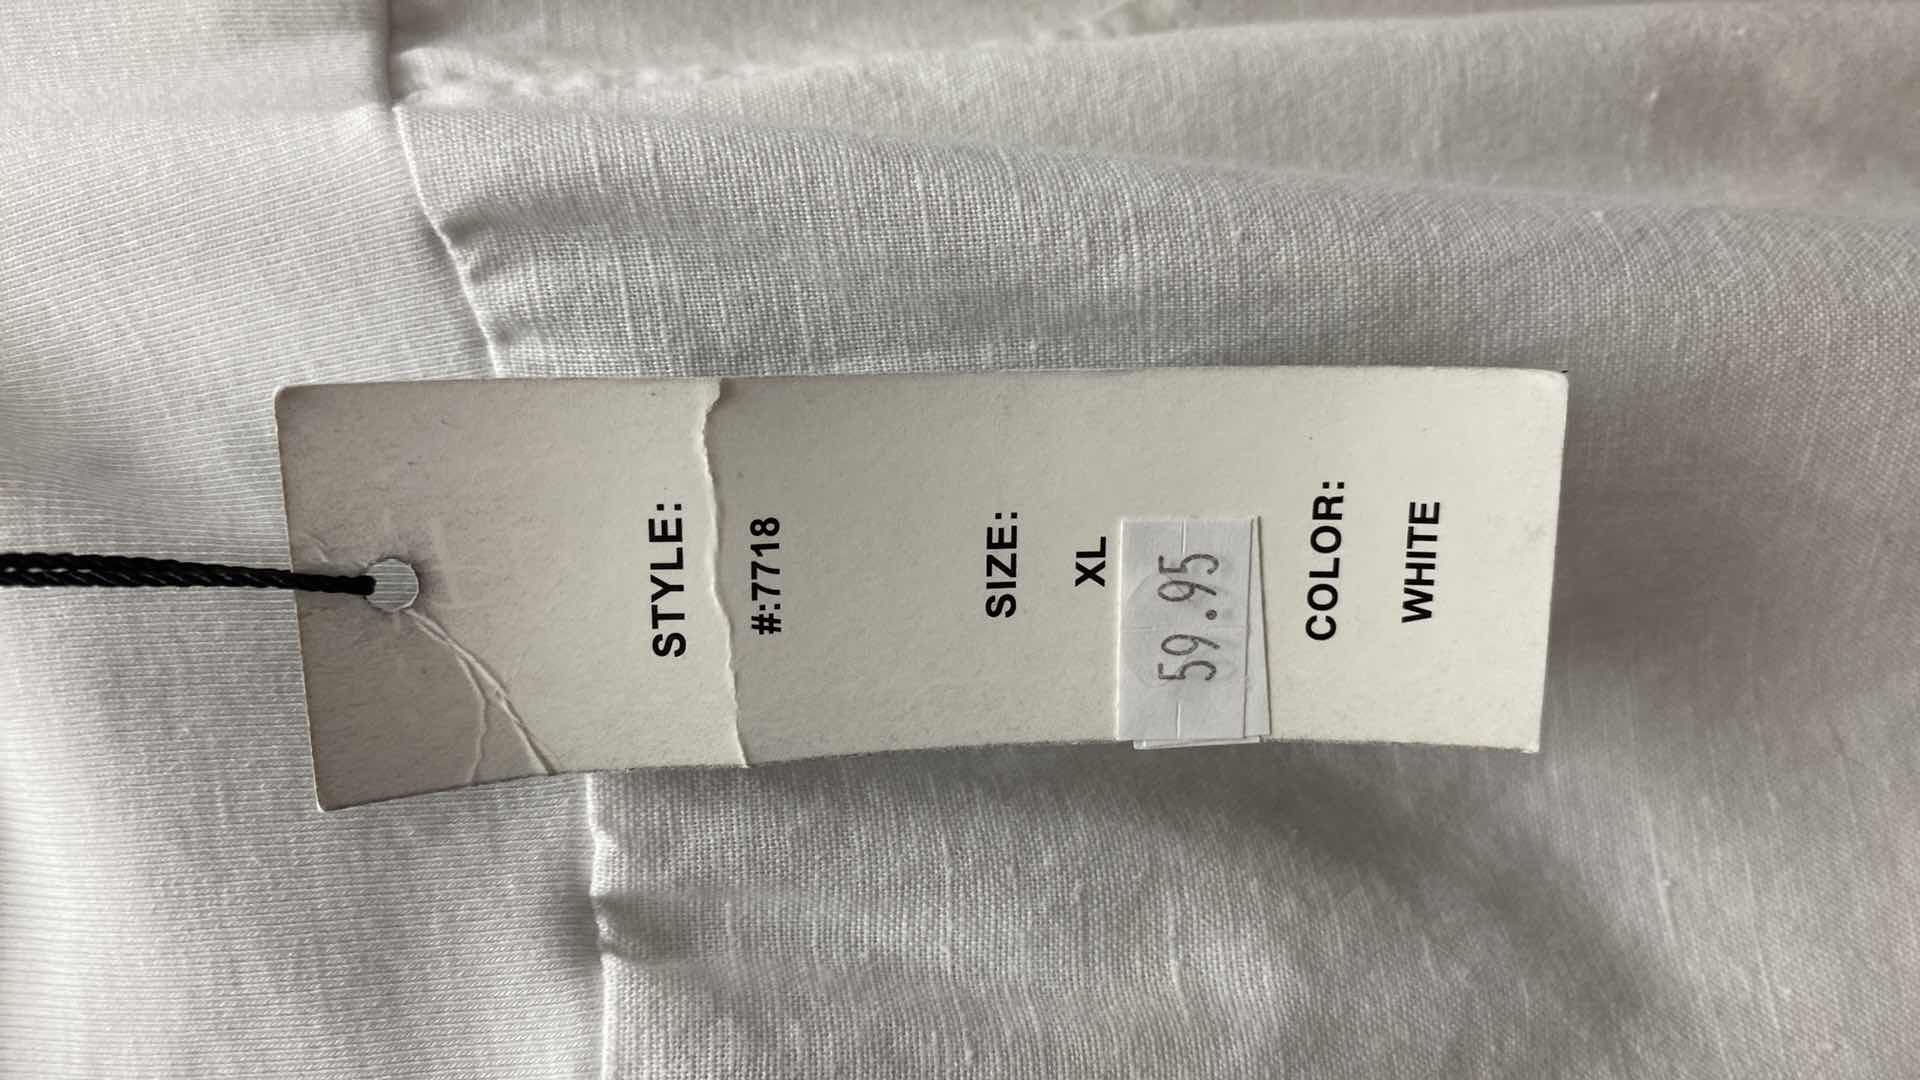 STYLE:
#:7718
SIZE:
XL
59.95
COLOR:
WHITE